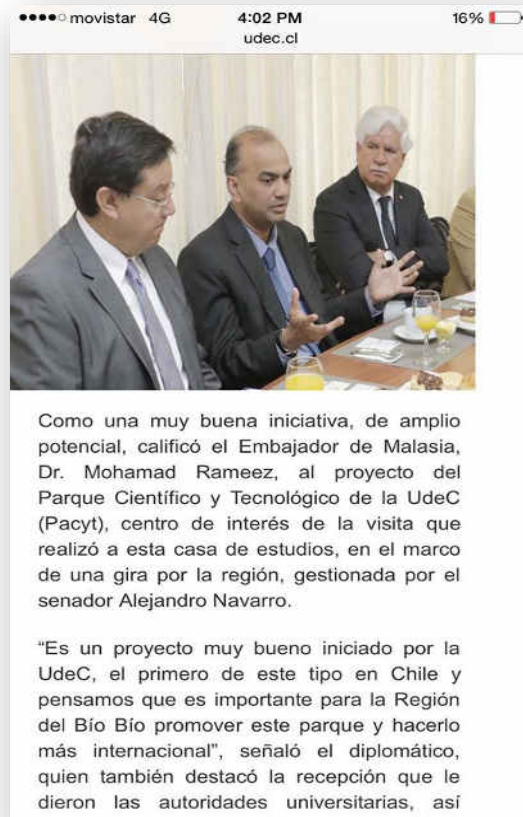 movistar 4G 4:02 PM 16%
udec.cl
Como una muy buena iniciativa, de amplio
potencial, calificó el Embajador de Malasia,
Dr. Mohamad Rameez, al proyecto del
Parque Científico y Tecnológico de la UdeC
(Pacyt), centro de interés de la visita que
realizó a esta casa de estudios, en el marco
de una gira por la región, gestionada por el
senador Alejandro Navarro.
“Es un proyecto muy bueno iniciado por la
UdeC, el primero de este tipo en Chile y
pensamos que es importante para la Región
del Bío Bío promover este parque y hacerlo
más internacional”, señaló el diplomático,
quien también destacó la recepción que le
dieron las autoridades universitarias, así